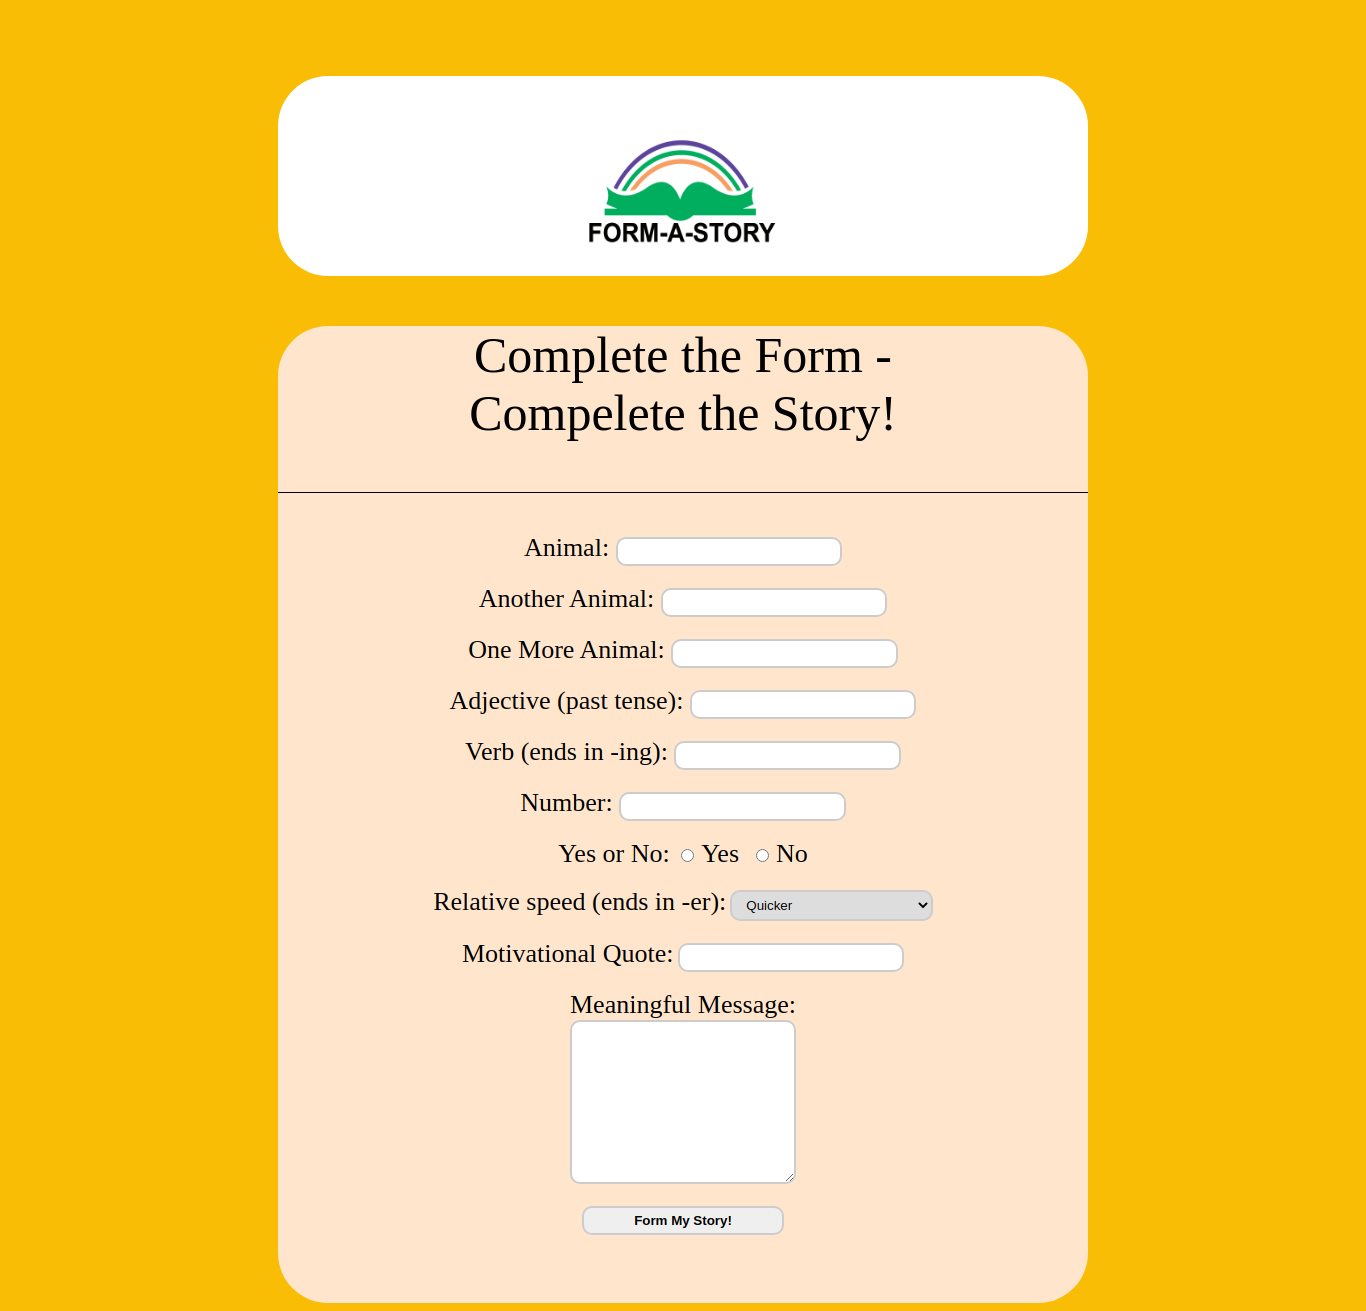 FORM-A-STORY
Complete the Form -
Compelete the Story!
Animal:
Another Animal:
One More Animal:
Adjective (past tense):
Verb (ends in -ing):
Number:
Yes or No: Yes No
Relative speed (ends in -er): Quicker
Motivational Quote:
Meaningful Message:
Form My Story!